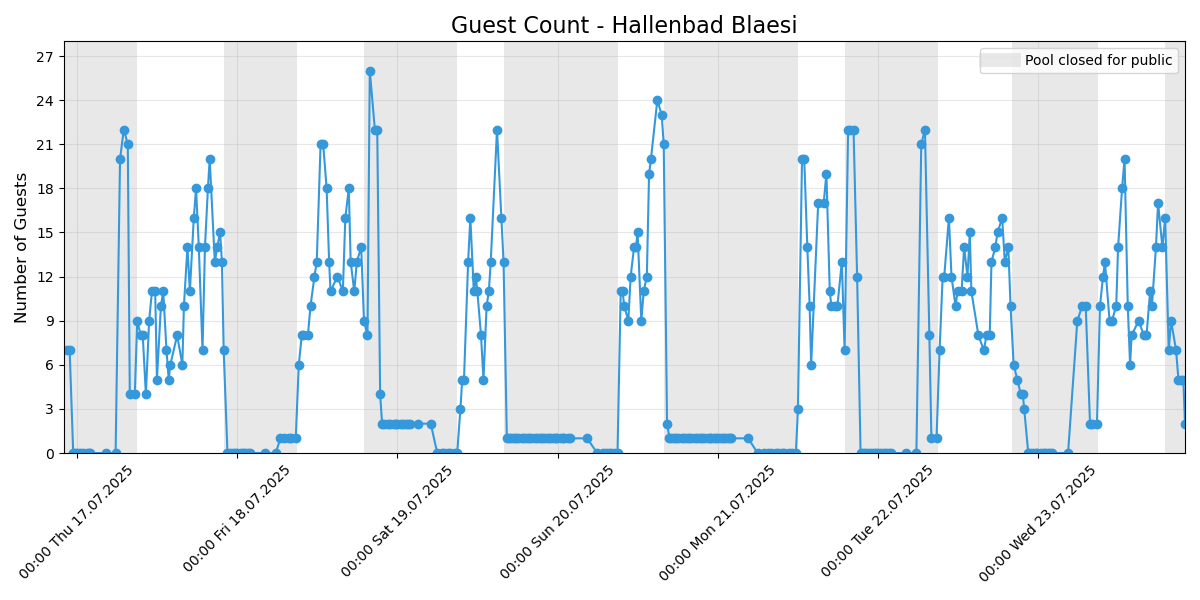 Guest Count - Hallenbad Blaesi
Pool closed for public
Number of Guests
27
24
21
18
15
12
9
6
3
0
00:00 Thu 17.07.2025
00:00 Fri 18.07.2025
00:00 Sat 19.07.2025
00:00 Sun 20.07.2025
00:00 Mon 21.07.2025
00:00 Tue 22.07.2025
00:00 Wed 23.07.2025